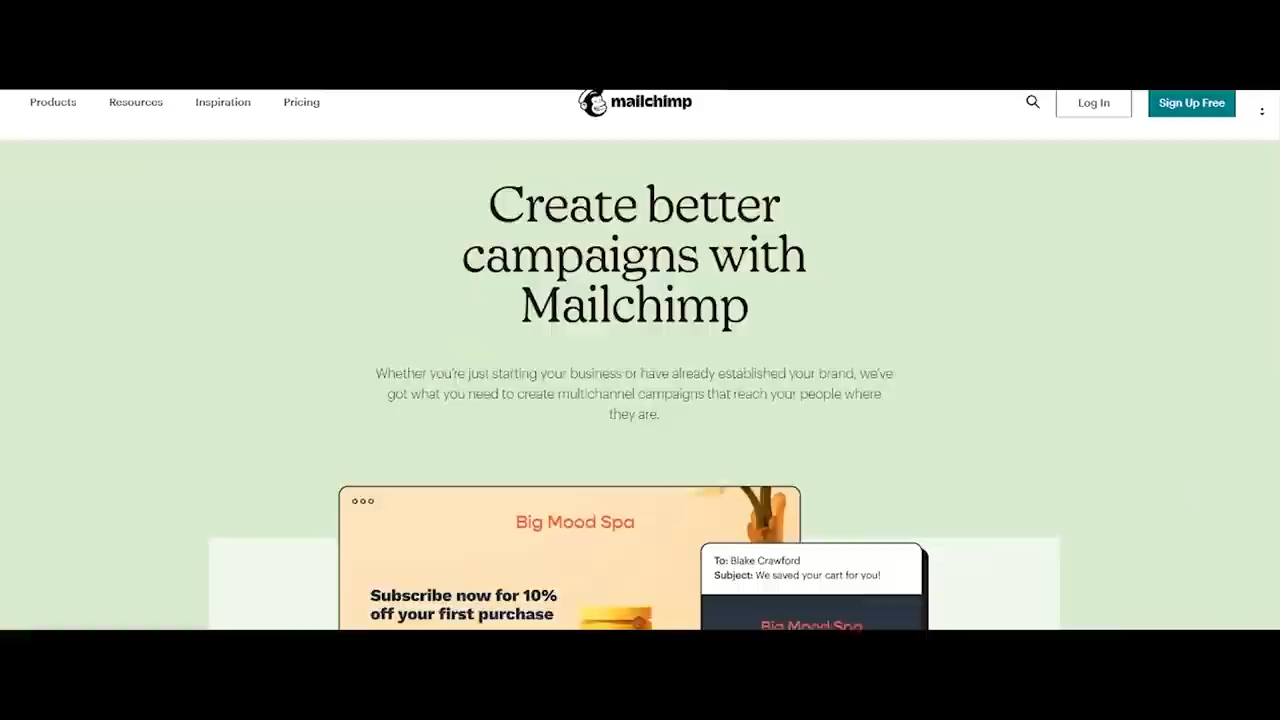 Products Resources Inspiration Pricing mailchimp Log In Sign Up Free
Create better
campaigns with
Mailchimp
Whether you're just starting your business or have already established your brand, we've
got what you need to create multichannel campaigns that reach your people where
they are.
Big Mood Spa
To: Blake Crawford
Subject: We saved your cart for you!
Subscribe now for 10%
off your first purchase
Big Mood Spa